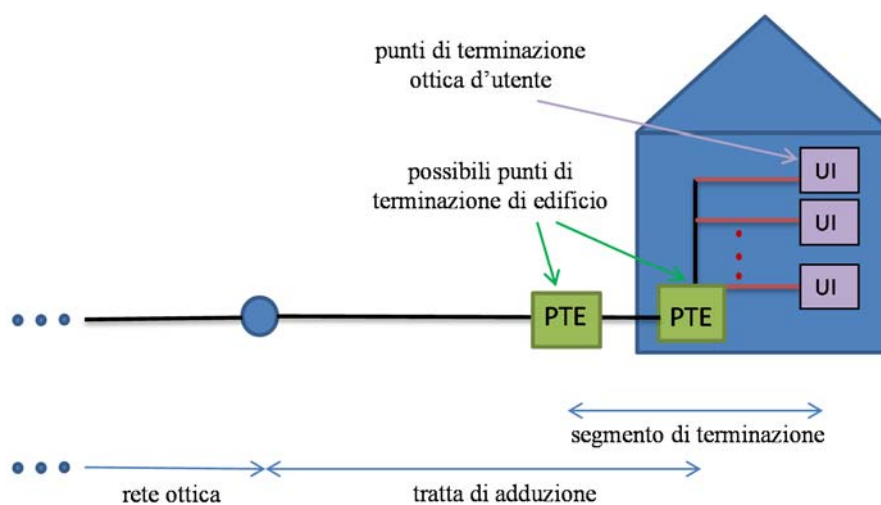 punti di terminazione
ottica d'utente
possibili punti di
terminazione di edificio
UI
UI
UI
PTE
PTE
segmento di terminazione
rete ottica
tratta di adduzione